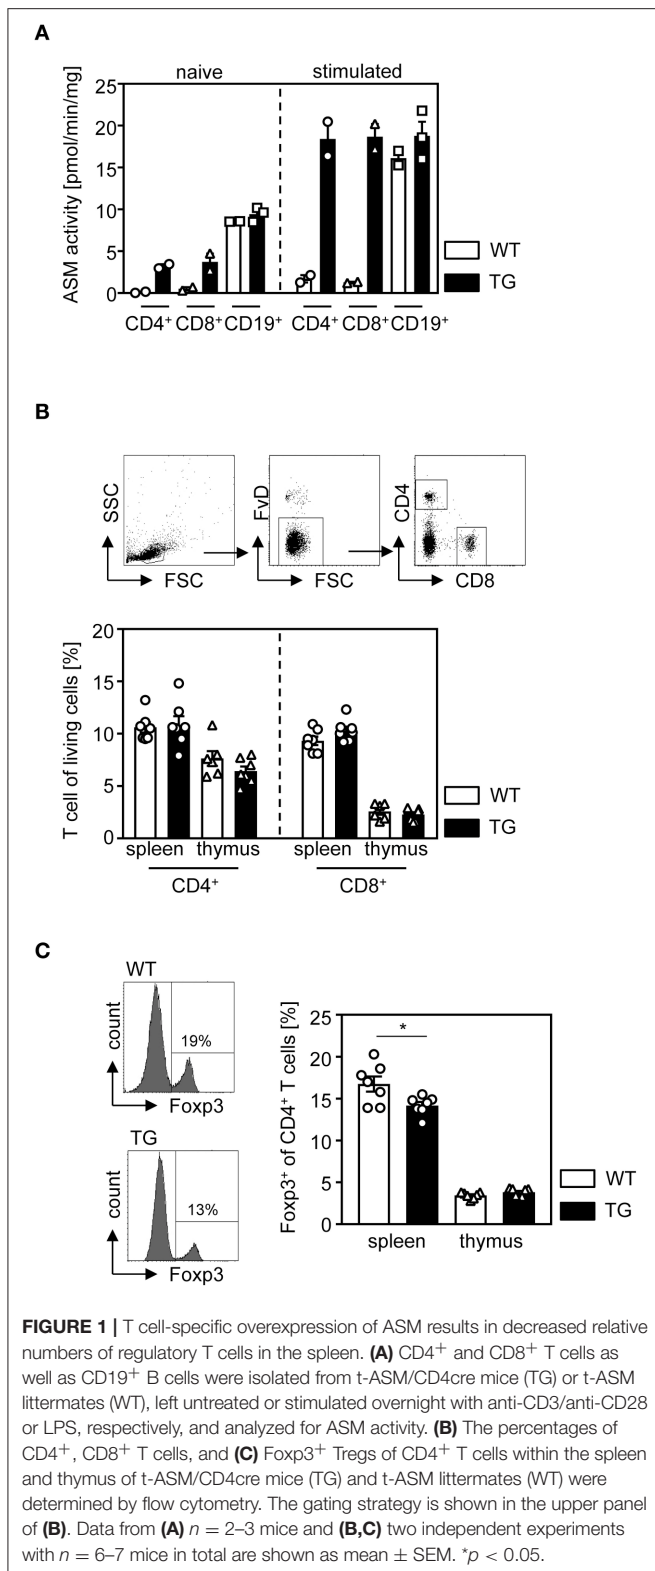 A
naive stimulated
ASM activity [pmol/min/mg]
25
20
15
10
5
0
WT
TG
CD4⁺ CD8⁺ CD19⁺ CD4⁺ CD8⁺ CD19⁺
B
SSC
FSC
FvD
FSC
CD4
CD8
T cell of living cells [%]
20
15
10
5
0
WT
TG
spleen thymus spleen thymus
CD4⁺ CD8⁺
C
WT
count
19%
Foxp3
TG
count
13%
Foxp3
Foxp3⁺ of CD4⁺ T cells [%]
25
20
15
10
5
0
*
WT
TG
spleen thymus
FIGURE 1 | T cell-specific overexpression of ASM results in decreased relative
numbers of regulatory T cells in the spleen. (A) CD4⁺ and CD8⁺ T cells as
well as CD19⁺ B cells were isolated from t-ASM/CD4cre mice (TG) or t-ASM
littermates (WT), left untreated or stimulated overnight with anti-CD3/anti-CD28
or LPS, respectively, and analyzed for ASM activity. (B) The percentages of
CD4⁺, CD8⁺ T cells, and (C) Foxp3⁺ Tregs of CD4⁺ T cells within the spleen
and thymus of t-ASM/CD4cre mice (TG) and t-ASM littermates (WT) were
determined by flow cytometry. The gating strategy is shown in the upper panel
of (B). Data from (A) n = 2–3 mice and (B,C) two independent experiments
with n = 6–7 mice in total are shown as mean ± SEM. *p < 0.05.